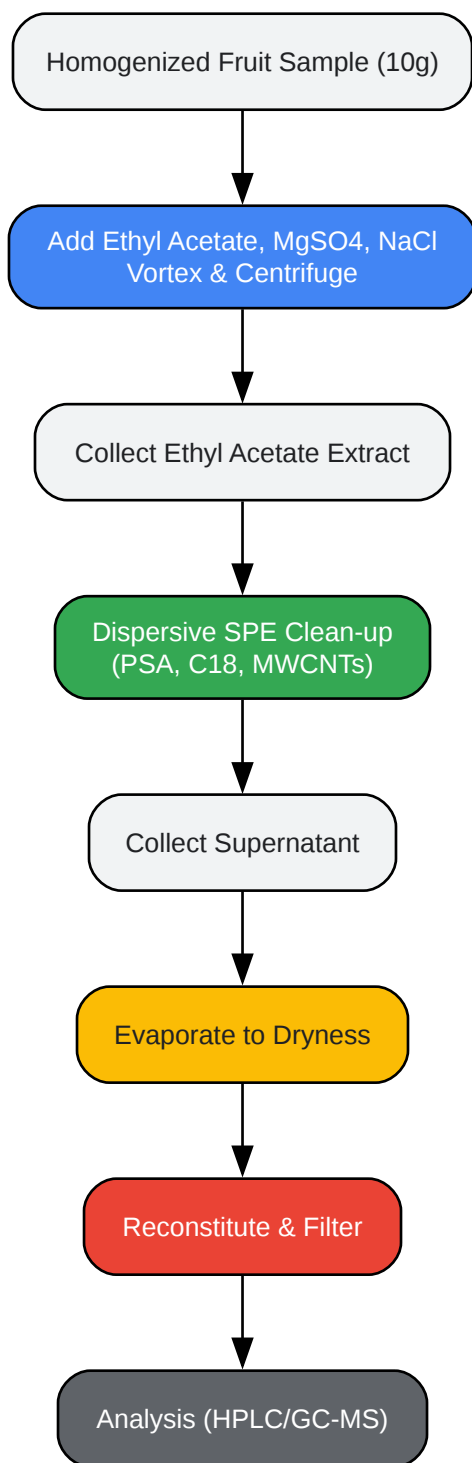 Homogenized Fruit Sample (10g)
Add Ethyl Acetate, MgSO4, NaCl
Vortex & Centrifuge
Collect Ethyl Acetate Extract
Dispersive SPE Clean-up
(PSA, C18, MWCNTs)
Collect Supernatant
Evaporate to Dryness
Reconstitute & Filter
Analysis (HPLC/GC-MS)